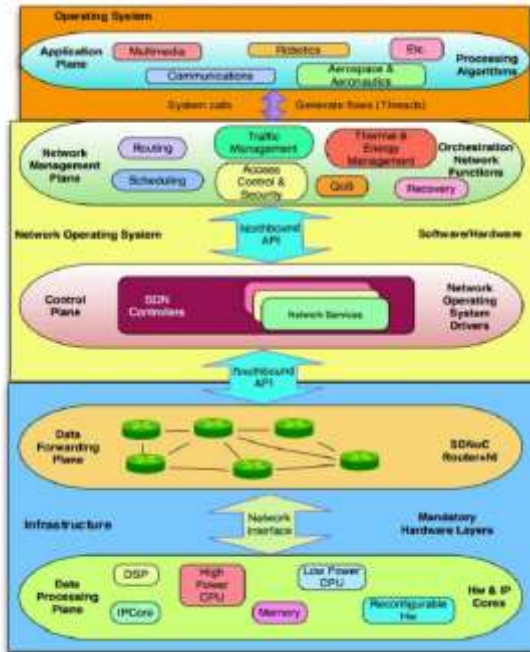 Operating System
Application
Plane
Multimedia
Robotics
Etc.
Communications
Aerospace &
Aeronautics
Processing
Algorithms
System calls
Generate flows (Threads)
Network
Management
Plane
Routing
Traffic
Management
Thermal &
Energy
Management
Scheduling
Access
Control &
Security
QoS
Recovery
Orchestration
Network
Functions
Northbound
API
Network Operating System
Software/Hardware
Control
Plane
SDN
Controllers
Network Services
Network
Operating
System
Drivers
Southbound
API
Data
Forwarding
Plane
SDNoC
Router+NI
Infrastructure
Network
Interface
Mandatory
Hardware Layers
Data
Processing
Plane
DSP
High
Power
CPU
Low Power
CPU
IPCore
Memory
Reconfigurable
Hw
Hw & IP
Cores